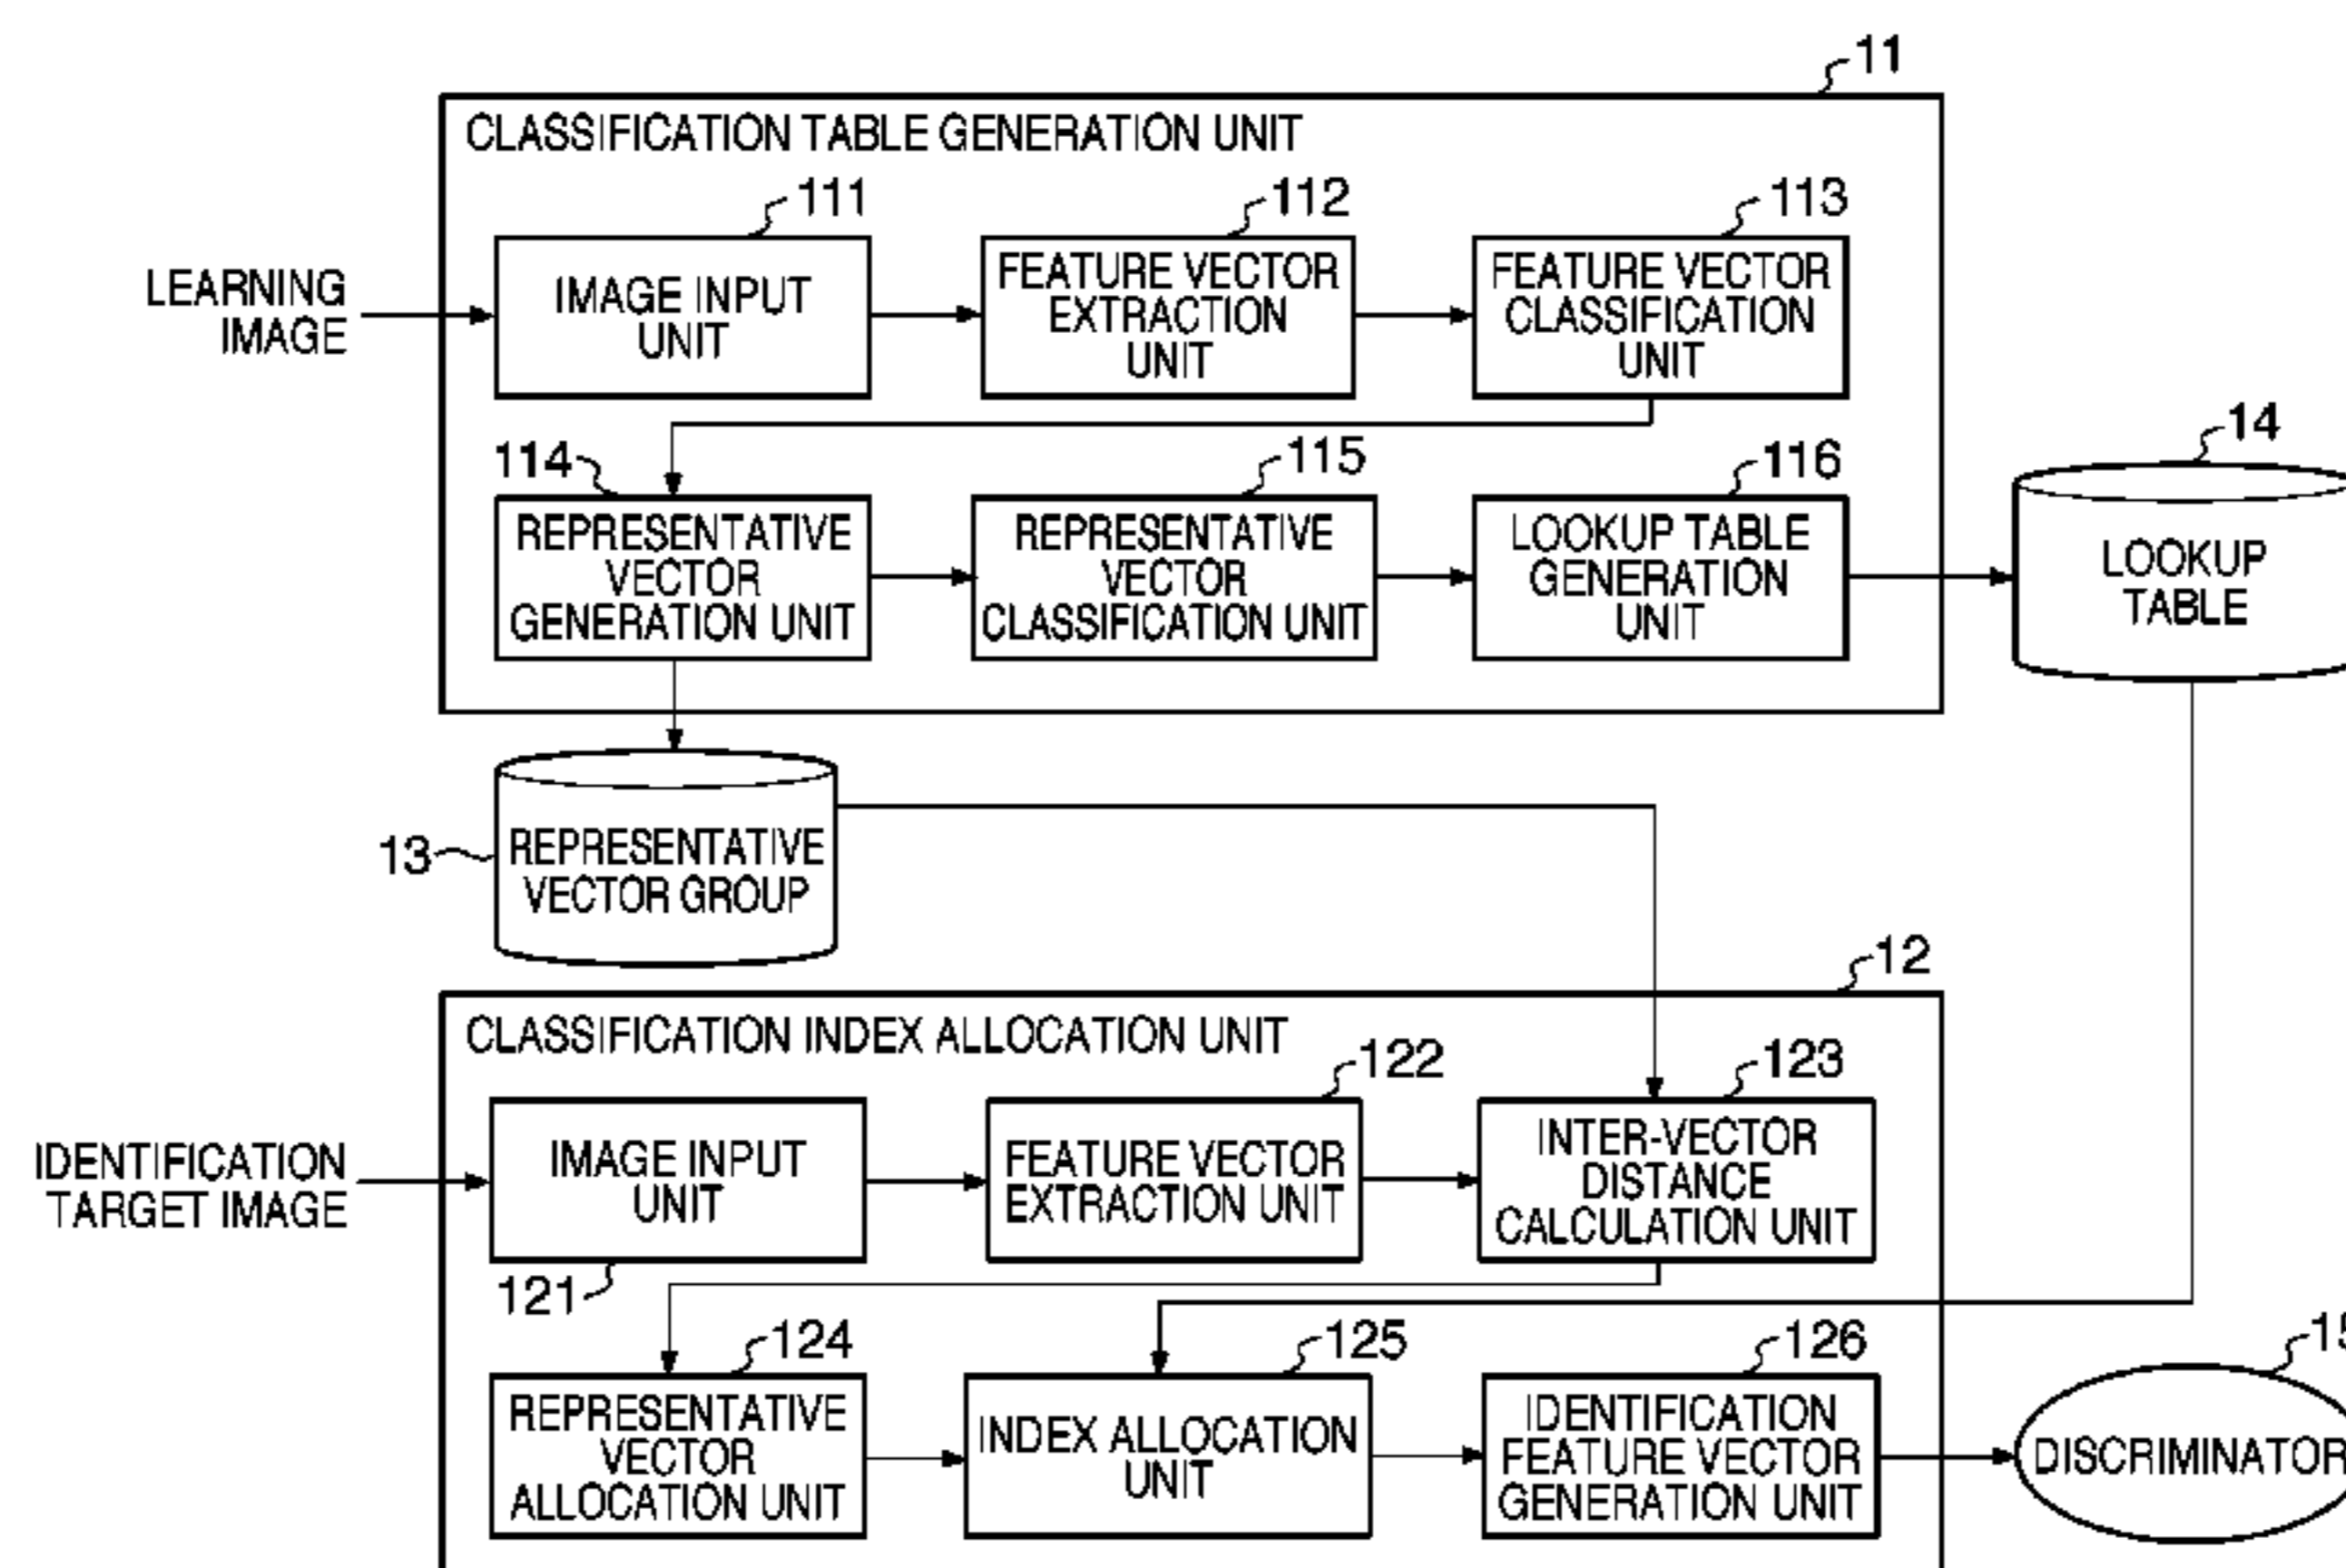 11
CLASSIFICATION TABLE GENERATION UNIT
111
112
113
LEARNING
IMAGE
IMAGE INPUT
UNIT
FEATURE VECTOR
EXTRACTION
UNIT
FEATURE VECTOR
CLASSIFICATION
UNIT
114
115
116
14
REPRESENTATIVE
VECTOR
GENERATION UNIT
REPRESENTATIVE
VECTOR
CLASSIFICATION UNIT
LOOKUP TABLE
GENERATION
UNIT
LOOKUP
TABLE
13
REPRESENTATIVE
VECTOR GROUP
12
CLASSIFICATION INDEX ALLOCATION UNIT
122
123
IDENTIFICATION
TARGET IMAGE
IMAGE INPUT
UNIT
FEATURE VECTOR
EXTRACTION UNIT
INTER-VECTOR
DISTANCE
CALCULATION UNIT
121
124
125
126
REPRESENTATIVE
VECTOR
ALLOCATION UNIT
INDEX ALLOCATION
UNIT
IDENTIFICATION
FEATURE VECTOR
GENERATION UNIT
DISCRIMINATOR